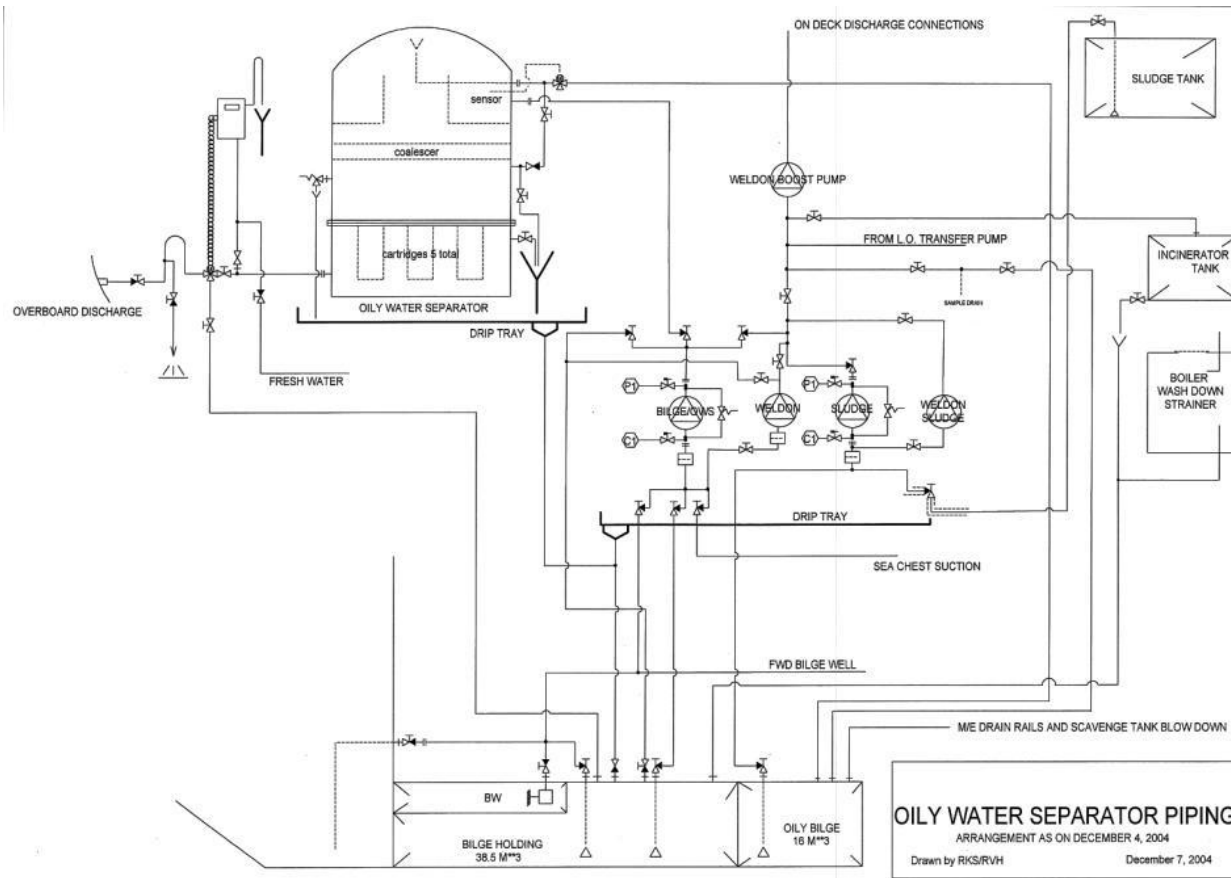 ON DECK DISCHARGE CONNECTIONS
SLUDGE TANK
sensor
coalescer
WELDON BOOST PUMP
FROM L.O. TRANSFER PUMP
cartridges 5 total
INCINERATOR
TANK
SAMPLE DRAIN
OVERBOARD DISCHARGE
OILY WATER SEPARATOR
DRIP TRAY
FRESH WATER
BOILER
WASH DOWN
STRAINER
P1
P1
BILGE/OWS
WELDON
SLUDGE
WELDON
SLUDGE
C1
C1
DRIP TRAY
SEA CHEST SUCTION
FWD BILGE WELL
M/E DRAIN RAILS AND SCAVENGE TANK BLOW DOWN
BW
BILGE HOLDING
38.5 M**3
OILY BILGE
16 M**3
OILY WATER SEPARATOR PIPING
ARRANGEMENT AS ON DECEMBER 4, 2004
Drawn by RKS/RVH
December 7, 2004